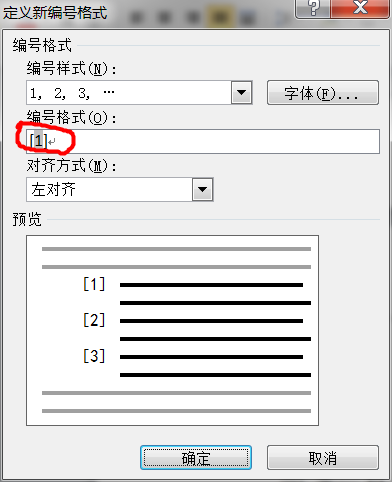 定义新编号格式
编号格式
编号样式(N):
1, 2, 3, …
字体(F)...
编号格式(O):
[1]↵
对齐方式(M):
左对齐
预览
[1]
[2]
[3]
确定
取消